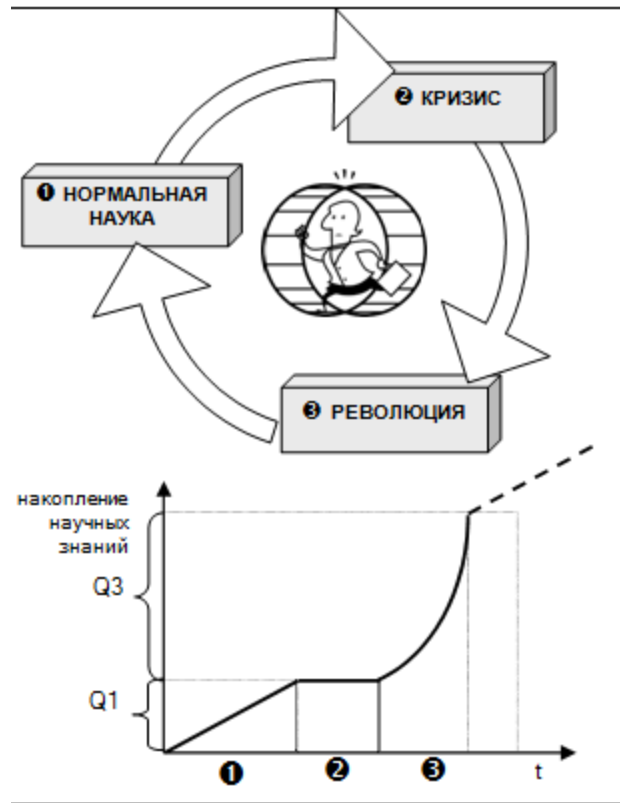 ❷ КРИЗИС
❶ НОРМАЛЬНАЯ
НАУКА
❸ РЕВОЛЮЦИЯ
накопление
научных
знаний
Q3
Q1
❶ ❷ ❸ t